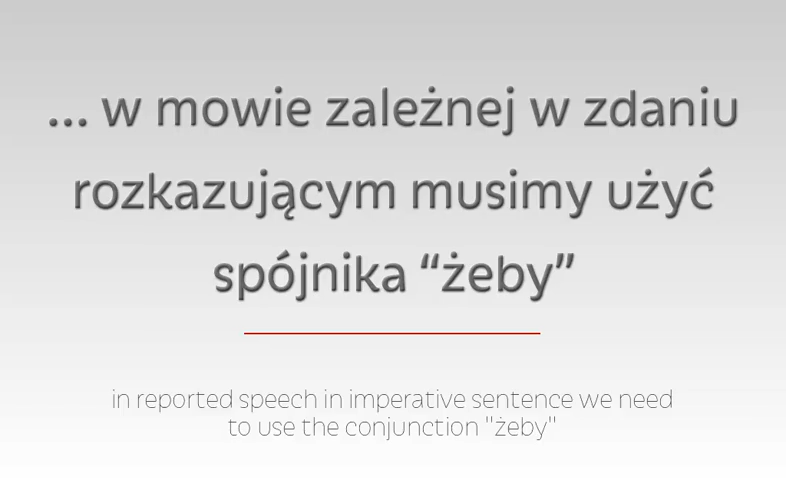 ... w mowie zależnej w zdaniu
rozkazującym musimy użyć
spójnika “żeby”
in reported speech in imperative sentence we need
to use the conjunction "żeby"